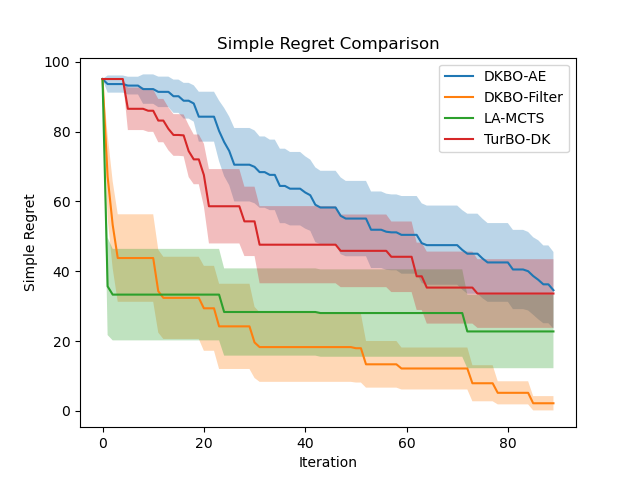 Simple Regret Comparison
DKBO-AE
DKBO-Filter
LA-MCTS
TurBO-DK
Simple Regret
100
80
60
40
20
0
0 20 40 60 80
Iteration